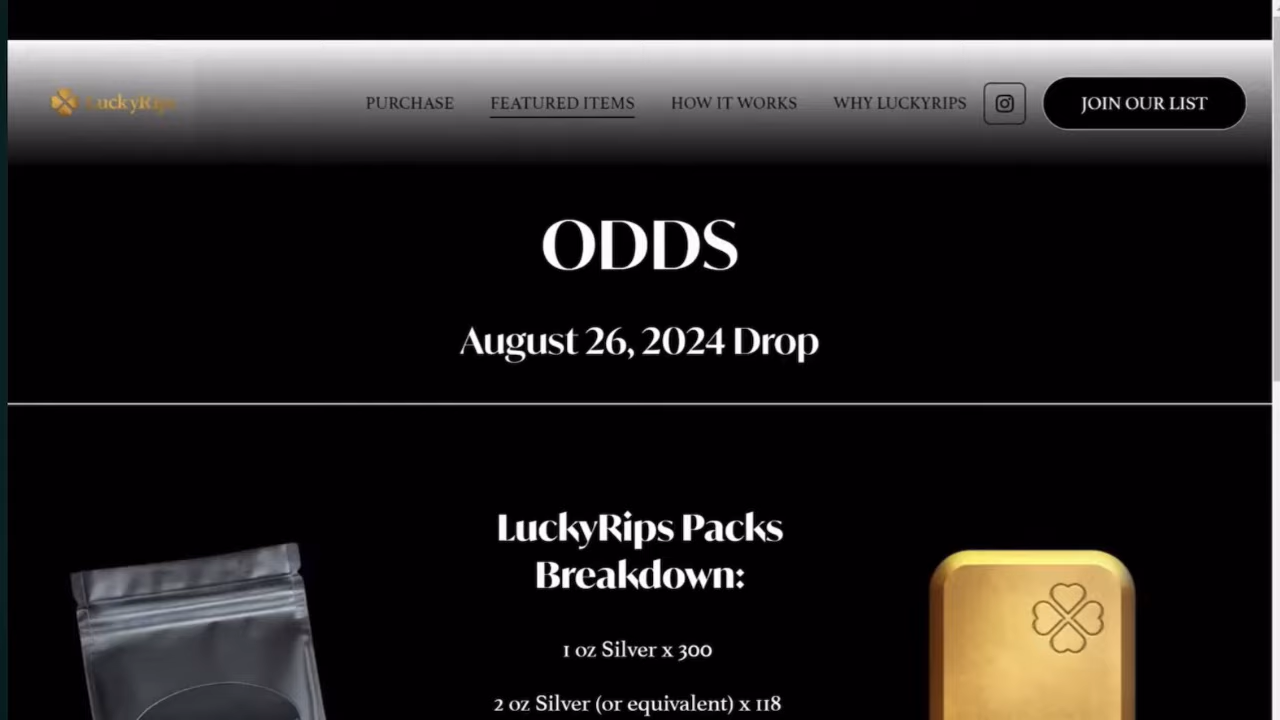 LuckyRips
PURCHASE
FEATURED ITEMS
HOW IT WORKS
WHY LUCKYRIPS
JOIN OUR LIST
ODDS
August 26, 2024 Drop
LuckyRips Packs
Breakdown:
1 oz Silver x 300
2 oz Silver (or equivalent) x 118